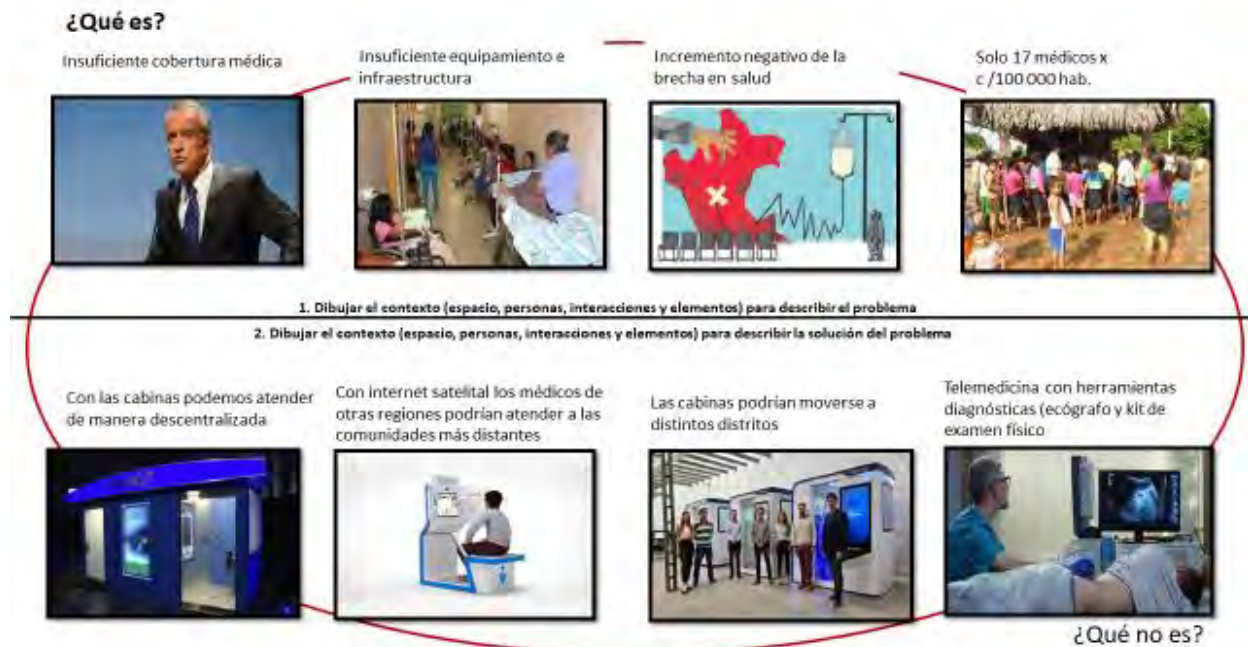 ¿Qué es?
Insuficiente cobertura médica
Insuficiente equipamiento e
infraestructura
Incremento negativo de la
brecha en salud
Solo 17 médicos x
c /100 000 hab.
1. Dibujar el contexto (espacio, personas, interacciones y elementos) para describir el problema
2. Dibujar el contexto (espacio, personas, interacciones y elementos) para describir la solución del problema
Con las cabinas podemos atender
de manera descentralizada
Con internet satelital los médicos de
otras regiones podrían atender a las
comunidades más distantes
Las cabinas podrían moverse a
distintos distritos
Telemedicina con herramientas
diagnósticas (ecógrafo y kit de
examen físico
¿Qué no es?